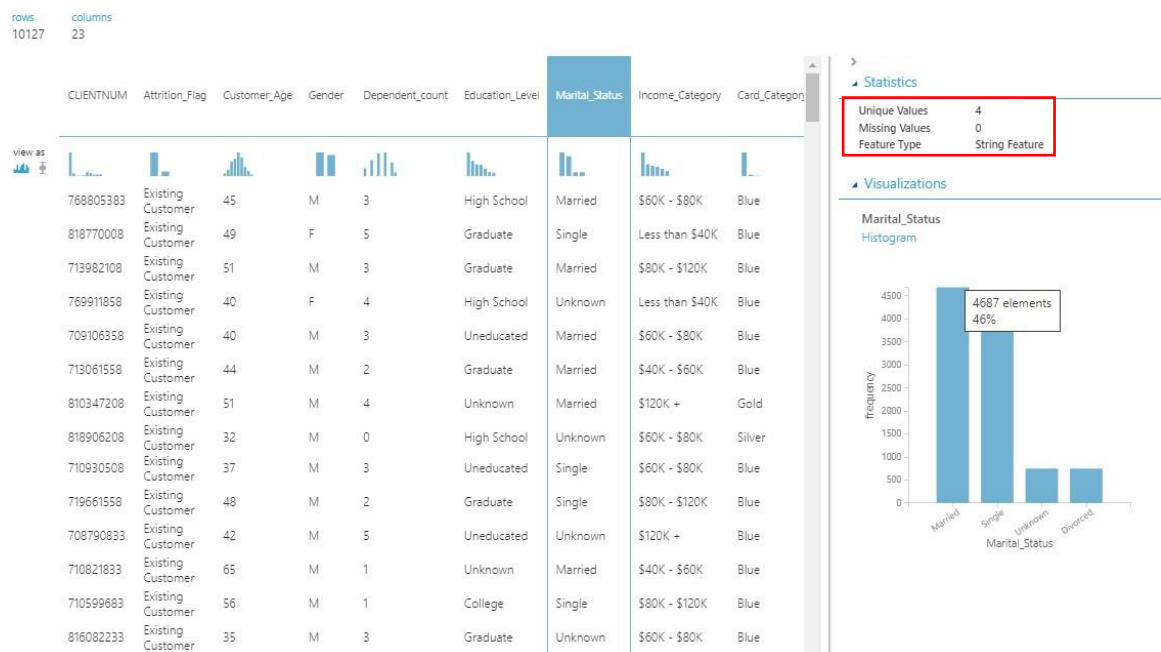 rows columns
10127 23
CLIENTNUM Attrition_Flag Customer_Age Gender Dependent_count Education_Level Marital_Status Income_Category Card_Category
view as
768805383 Existing Customer 45 M 3 High School Married $60K - $80K Blue
818770008 Existing Customer 49 F 5 Graduate Single Less than $40K Blue
713982108 Existing Customer 51 M 3 Graduate Married $80K - $120K Blue
769911858 Existing Customer 40 F 4 High School Unknown Less than $40K Blue
709106358 Existing Customer 40 M 3 Uneducated Married $60K - $80K Blue
713061558 Existing Customer 44 M 2 Graduate Married $40K - $60K Blue
810347208 Existing Customer 51 M 4 Unknown Married $120K + Gold
818906208 Existing Customer 32 M 0 High School Unknown $60K - $80K Silver
710930508 Existing Customer 37 M 3 Uneducated Single $60K - $80K Blue
719661558 Existing Customer 48 M 2 Graduate Single $80K - $120K Blue
708790833 Existing Customer 42 M 5 Uneducated Unknown $120K + Blue
710821833 Existing Customer 65 M 1 Unknown Married $40K - $60K Blue
710599683 Existing Customer 56 M 1 College Single $80K - $120K Blue
816082233 Existing Customer 35 M 3 Graduate Unknown $60K - $80K Blue
Statistics
Unique Values 4
Missing Values 0
Feature Type String Feature
Visualizations
Marital_Status
Histogram
4687 elements
46%
4500
4000
3500
3000
2500
2000
1500
1000
500
0
frequency
Married Single Unknown Divorced
Marital_Status